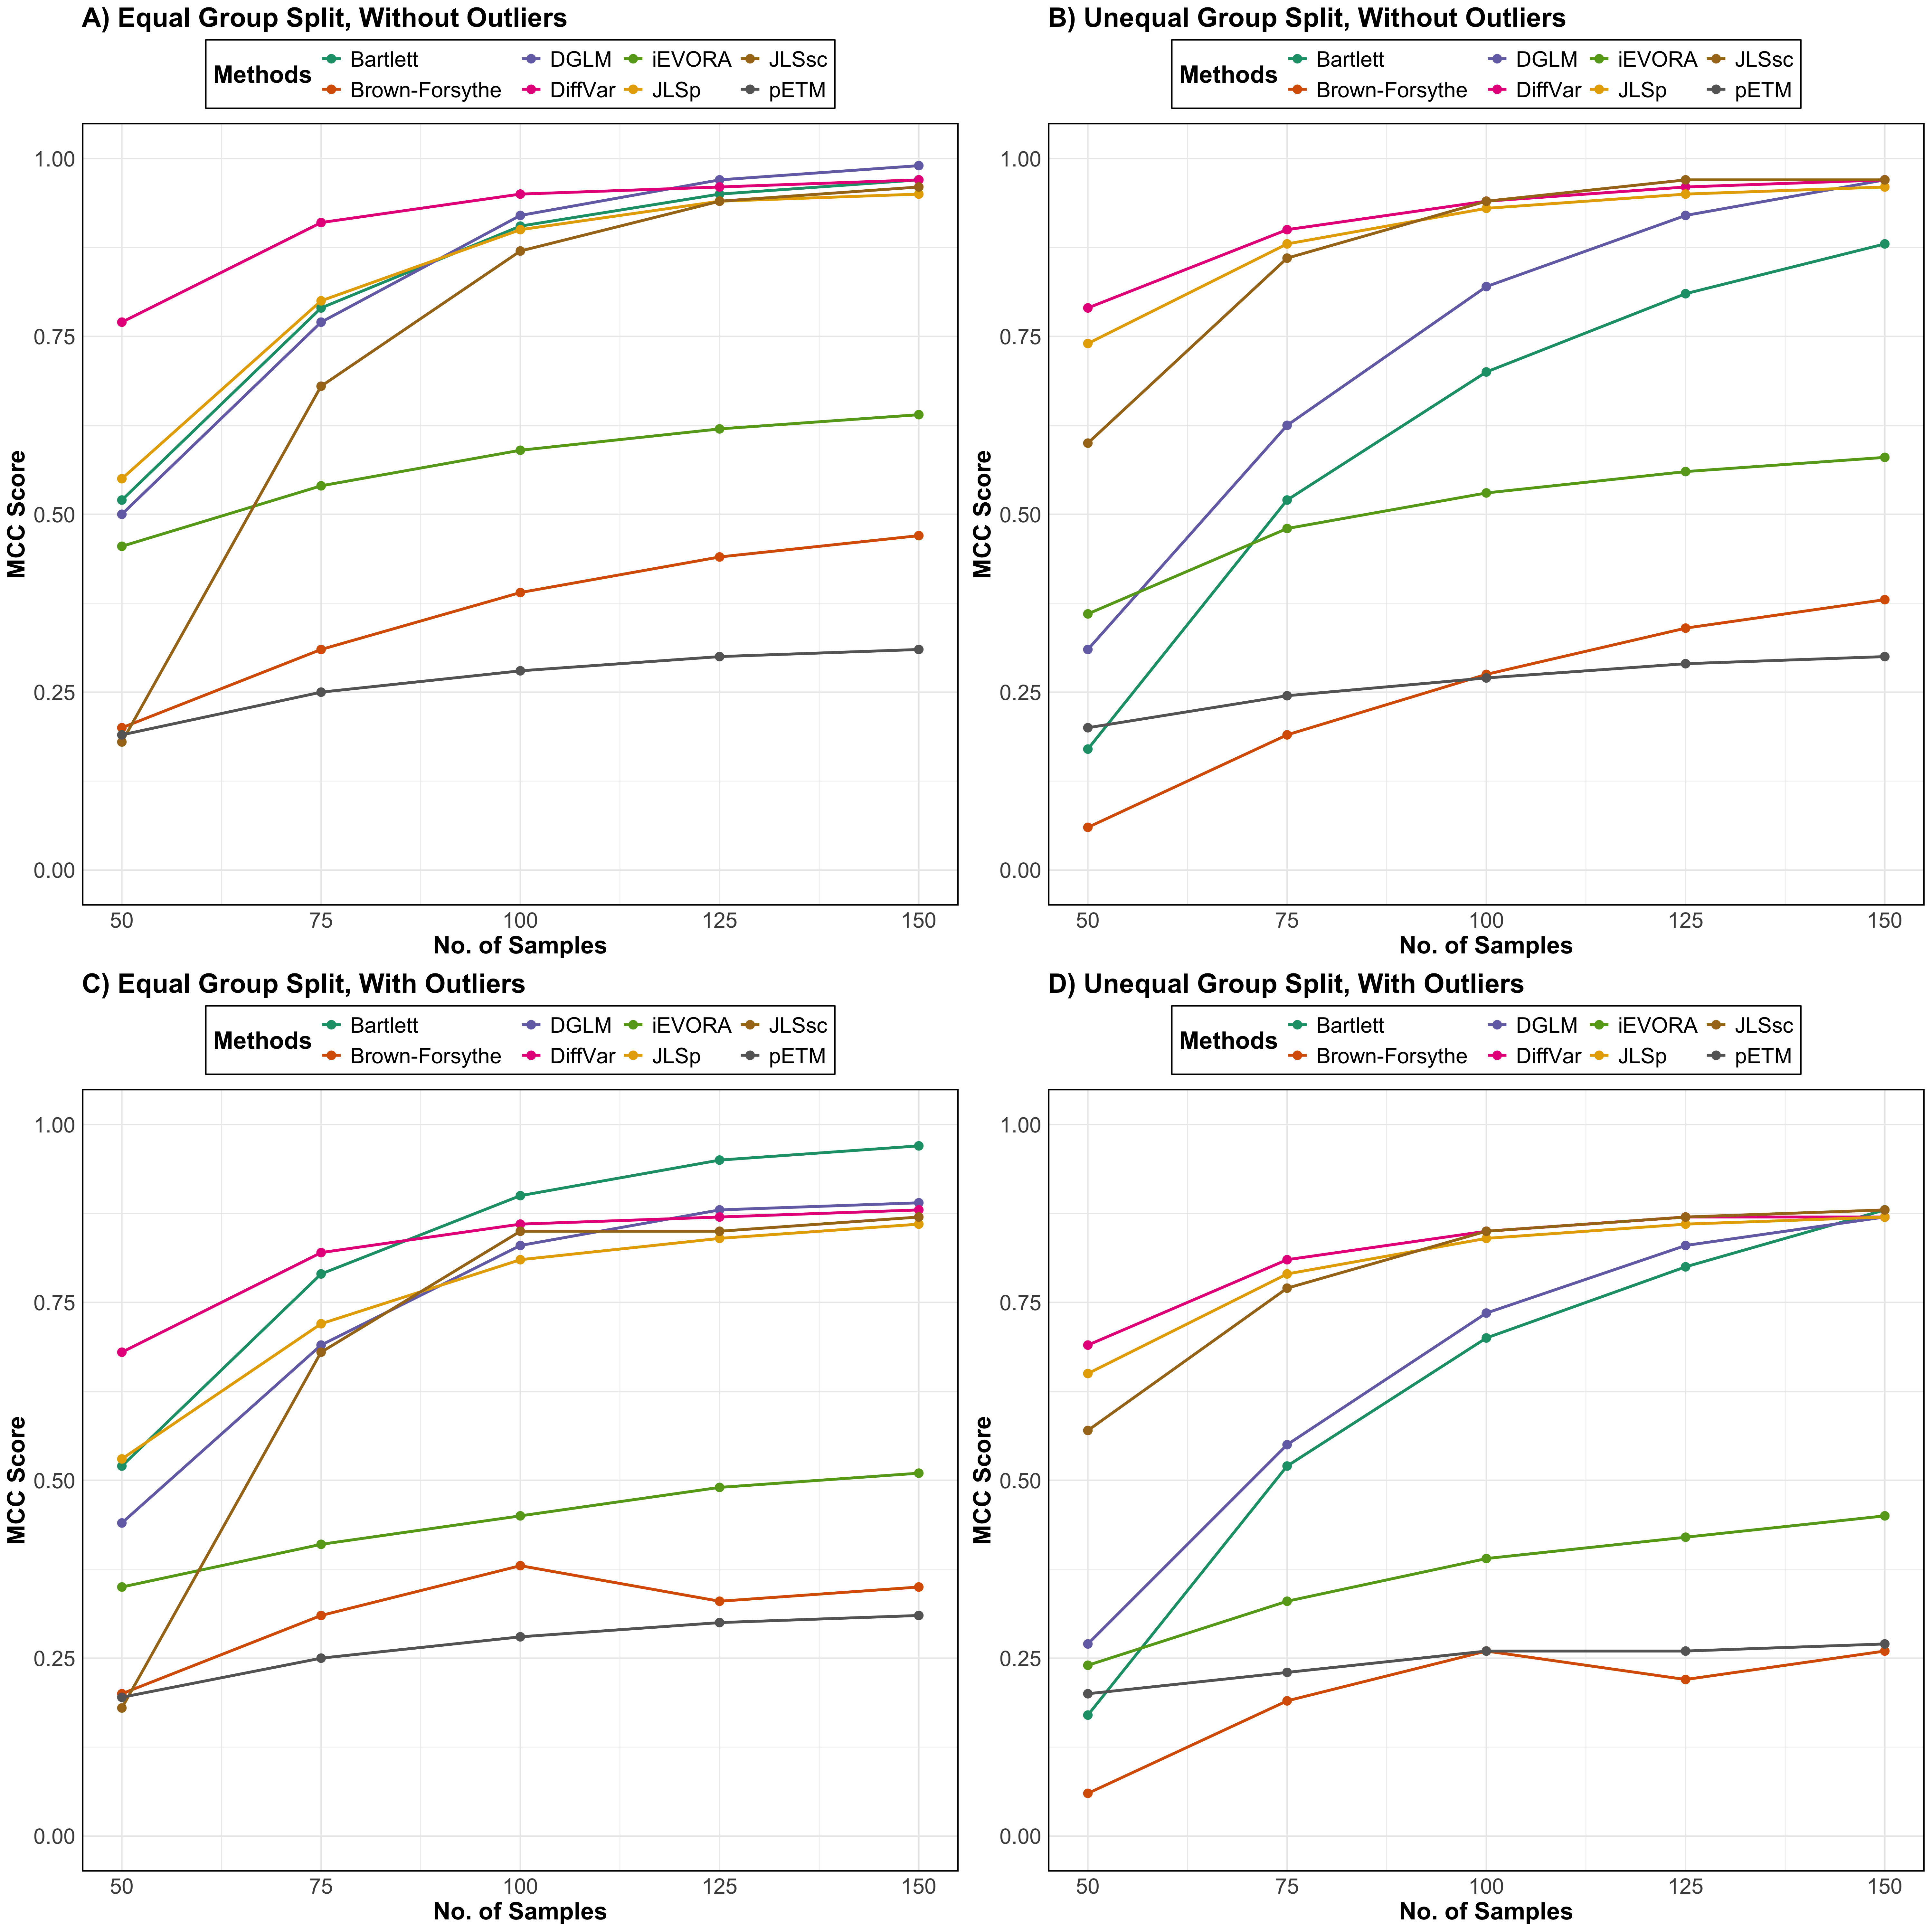 A) Equal Group Split, Without Outliers
Methods
Bartlett DGLM iEVORA JLSsc
Brown-Forsythe DiffVar JLSp pETM
MCC Score
1.00
0.75
0.50
0.25
0.00
50 75 100 125 150
No. of Samples
B) Unequal Group Split, Without Outliers
Methods
Bartlett DGLM iEVORA JLSsc
Brown-Forsythe DiffVar JLSp pETM
MCC Score
1.00
0.75
0.50
0.25
0.00
50 75 100 125 150
No. of Samples
C) Equal Group Split, With Outliers
Methods
Bartlett DGLM iEVORA JLSsc
Brown-Forsythe DiffVar JLSp pETM
MCC Score
1.00
0.75
0.50
0.25
0.00
50 75 100 125 150
No. of Samples
D) Unequal Group Split, With Outliers
Methods
Bartlett DGLM iEVORA JLSsc
Brown-Forsythe DiffVar JLSp pETM
MCC Score
1.00
0.75
0.50
0.25
0.00
50 75 100 125 150
No. of Samples